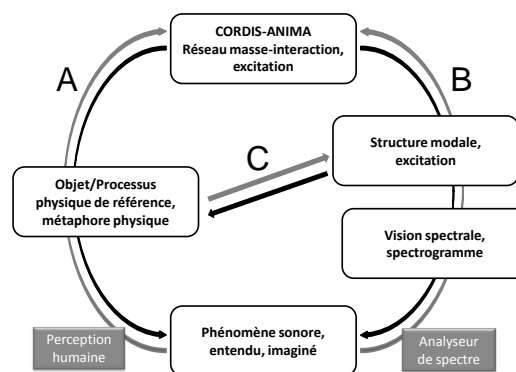 CORDIS-ANIMA
Réseau masse-interaction,
excitation
A
B
C
Structure modale,
excitation
Objet/Processus
physique de référence,
métaphore physique
Vision spectrale,
spectrogramme
Phénomène sonore,
entendu, imaginé
Perception
humaine
Analyseur
de spectre